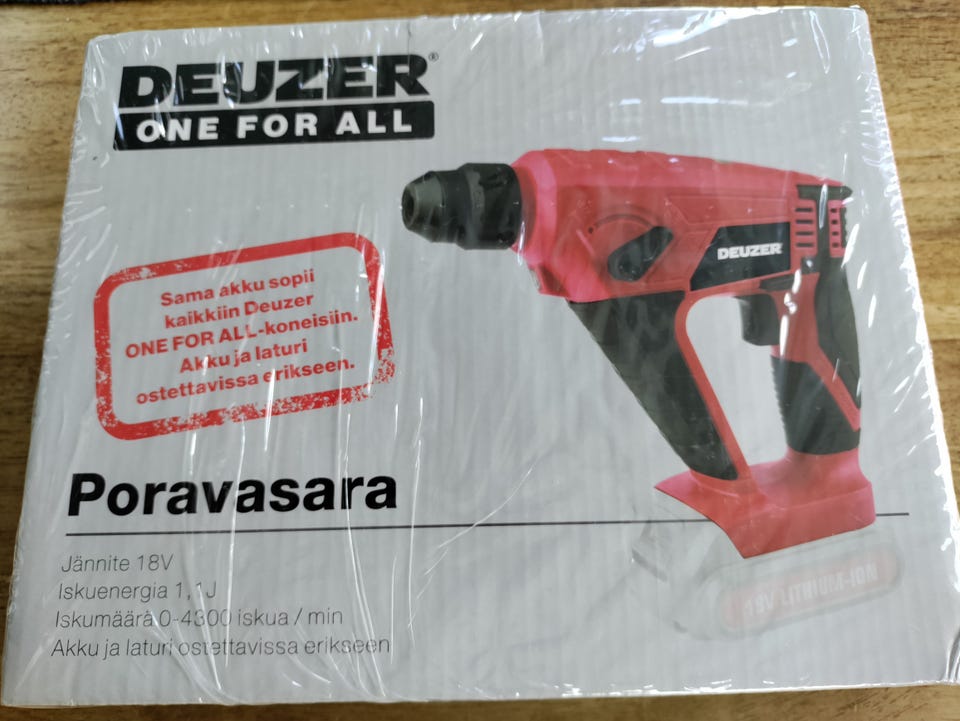 DEUZER®
ONE FOR ALL
Sama akku sopii
kaikkiin Deuzer
ONE FOR ALL-koneisiin.
Akku ja laturi
ostettavissa erikseen.
DEUZER
Poravasara
Jännite 18V
Iskuenergia 1,1J
Iskumäärä 0-4300 iskua / min
Akku ja laturi ostettavissa erikseen
18V LITHIUM-ION